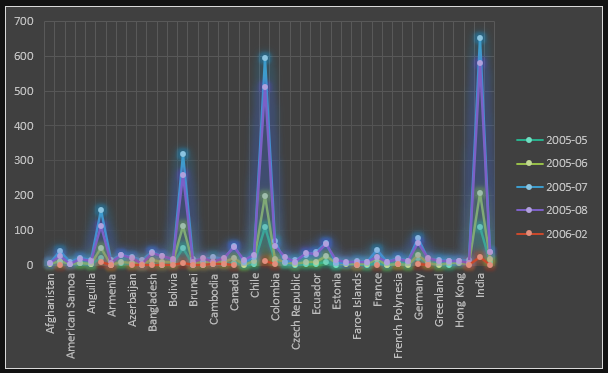 700
600
500
400
300
200
100
0
Afghanistan
American Samoa
Anguilla
Armenia
Azerbaijan
Bangladesh
Bolivia
Brunei
Cambodia
Canada
Chile
Colombia
Czech Republic
Ecuador
Estonia
Faroe Islands
France
French Polynesia
Germany
Greenland
Hong Kong
India
2005-05
2005-06
2005-07
2005-08
2006-02